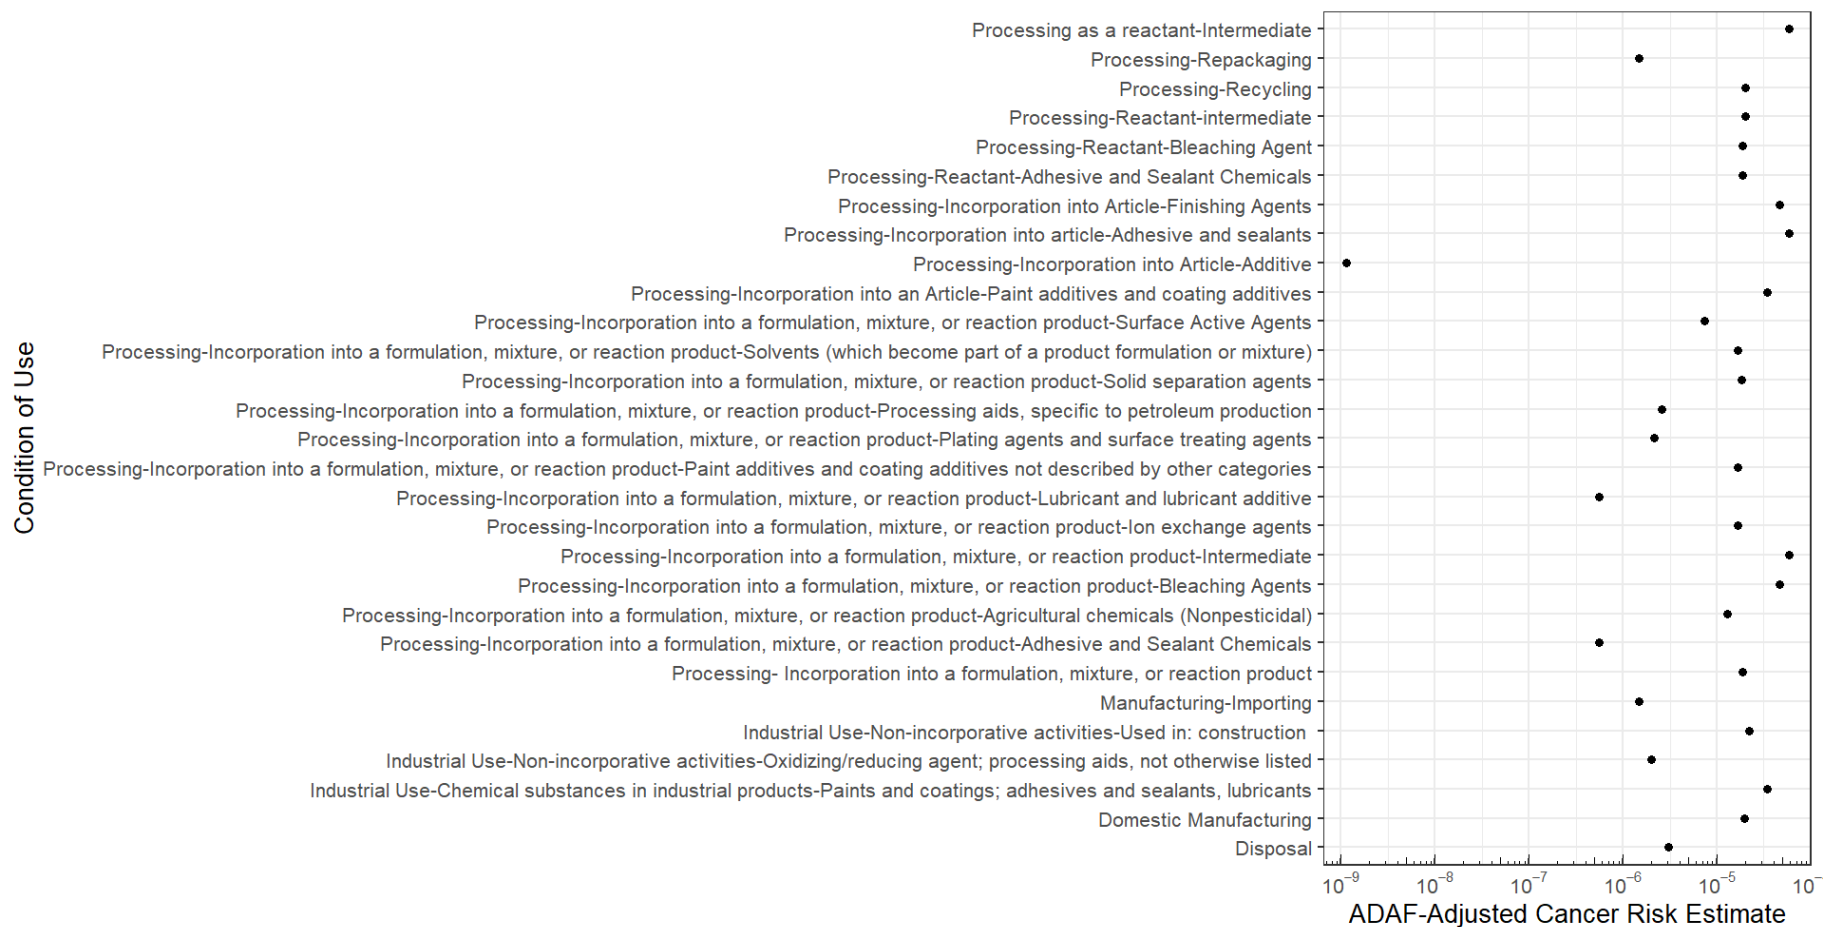 Condition of Use
Processing as a reactant-Intermediate
Processing-Repackaging
Processing-Recycling
Processing-Reactant-intermediate
Processing-Reactant-Bleaching Agent
Processing-Reactant-Adhesive and Sealant Chemicals
Processing-Incorporation into Article-Finishing Agents
Processing-Incorporation into article-Adhesive and sealants
Processing-Incorporation into Article-Additive
Processing-Incorporation into an Article-Paint additives and coating additives
Processing-Incorporation into a formulation, mixture, or reaction product-Surface Active Agents
Processing-Incorporation into a formulation, mixture, or reaction product-Solvents (which become part of a product formulation or mixture)
Processing-Incorporation into a formulation, mixture, or reaction product-Solid separation agents
Processing-Incorporation into a formulation, mixture, or reaction product-Processing aids, specific to petroleum production
Processing-Incorporation into a formulation, mixture, or reaction product-Plating agents and surface treating agents
Processing-Incorporation into a formulation, mixture, or reaction product-Paint additives and coating additives not described by other categories
Processing-Incorporation into a formulation, mixture, or reaction product-Lubricant and lubricant additive
Processing-Incorporation into a formulation, mixture, or reaction product-Ion exchange agents
Processing-Incorporation into a formulation, mixture, or reaction product-Intermediate
Processing-Incorporation into a formulation, mixture, or reaction product-Bleaching Agents
Processing-Incorporation into a formulation, mixture, or reaction product-Agricultural chemicals (Nonpesticidal)
Processing-Incorporation into a formulation, mixture, or reaction product-Adhesive and Sealant Chemicals
Processing- Incorporation into a formulation, mixture, or reaction product
Manufacturing-Importing
Industrial Use-Non-incorporative activities-Used in: construction
Industrial Use-Non-incorporative activities-Oxidizing/reducing agent; processing aids, not otherwise listed
Industrial Use-Chemical substances in industrial products-Paints and coatings; adhesives and sealants, lubricants
Domestic Manufacturing
Disposal
10⁻⁹ 10⁻⁸ 10⁻⁷ 10⁻⁶ 10⁻⁵ 10⁻
ADAF-Adjusted Cancer Risk Estimate